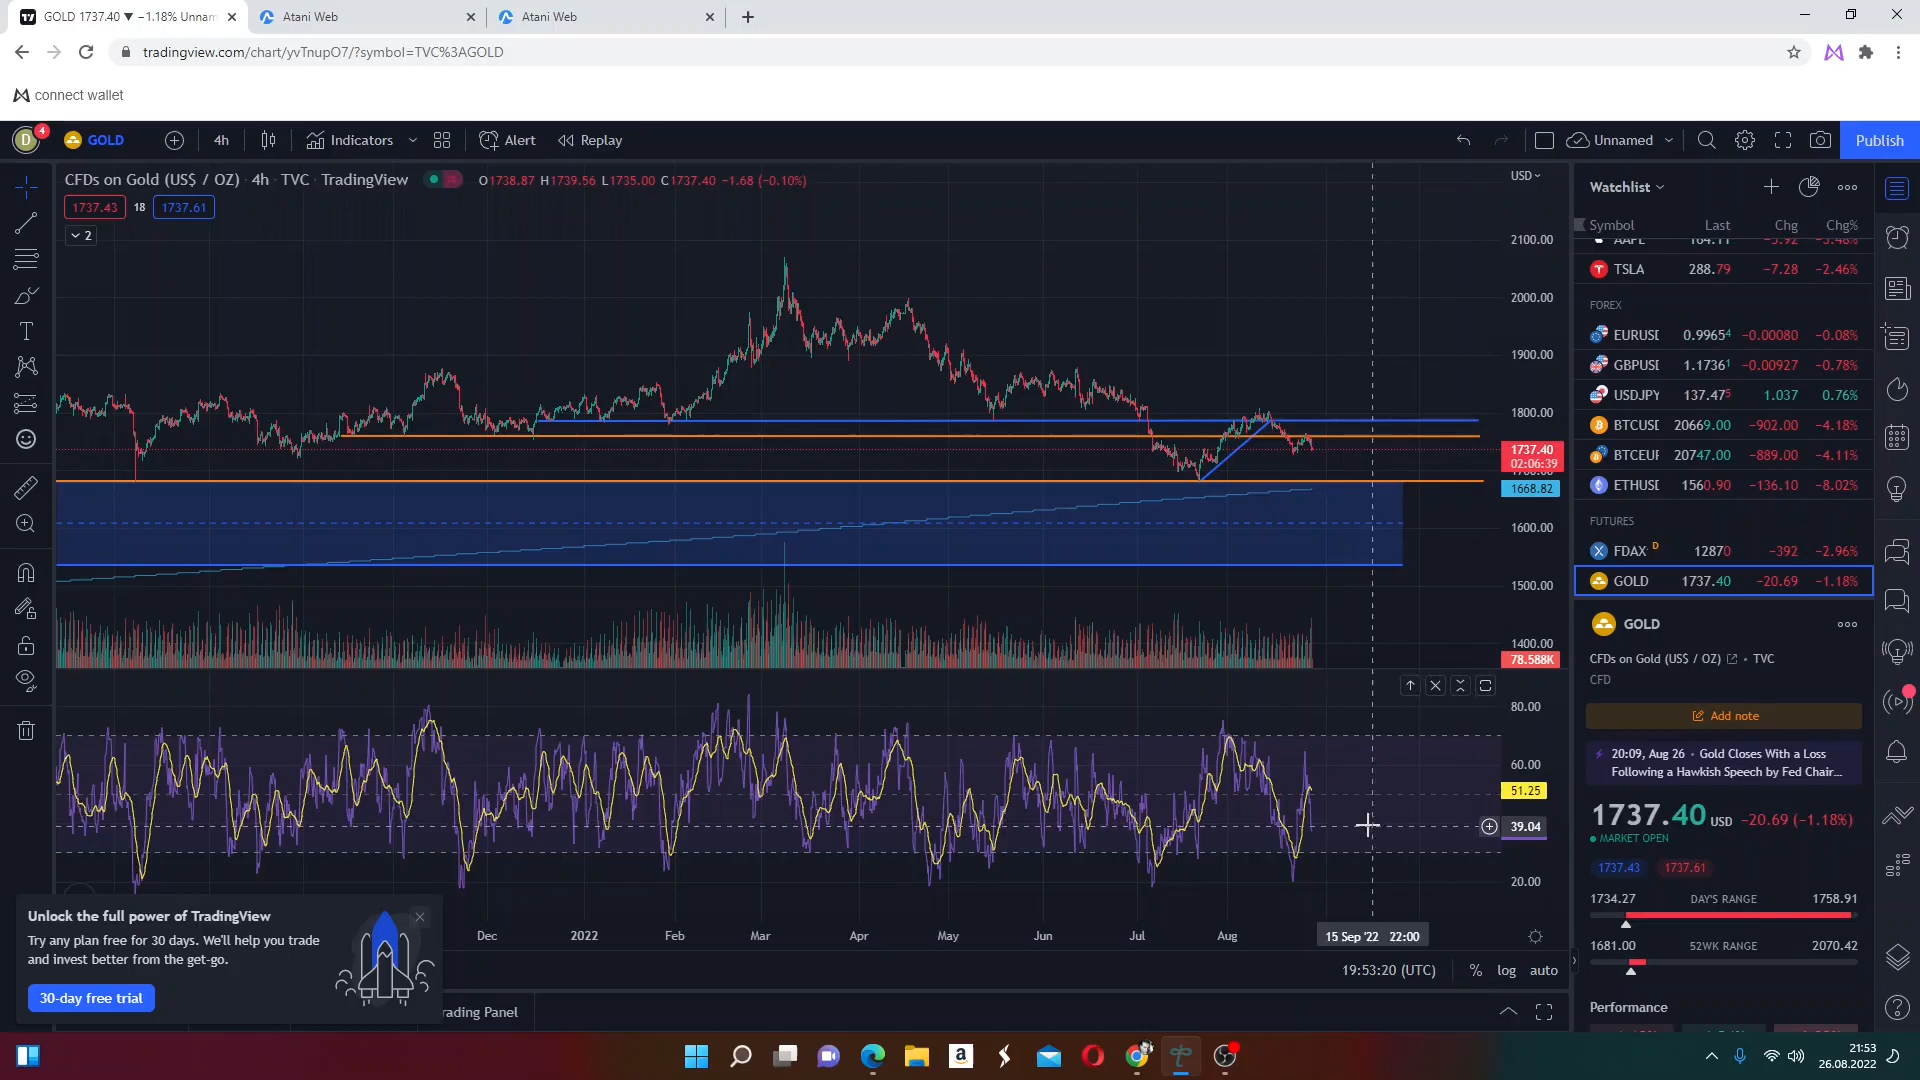 GOLD 1737.40 ▼ −1.18% Unnam
Atani Web
Atani Web
tradingview.com/chart/yvTnupO7/?symbol=TVC%3AGOLD
connect wallet
D
4
GOLD
4h
Indicators
Alert
Replay
Unnamed
Publish
CFDs on Gold (US$ / OZ) · 4h · TVC · TradingView
O1738.87 H1739.56 L1735.00 C1737.40 −1.68 (−0.10%)
1737.43
18
1737.61
2
USD
2100.00
2000.00
1900.00
1800.00
1737.40
02:06:39
1668.82
1600.00
1500.00
1400.00
78.588K
80.00
60.00
51.25
39.04
20.00
Dec
2022
Feb
Mar
Apr
May
Jun
Jul
Aug
15 Sep '22 22:00
19:53:20 (UTC)
%
log
auto
Unlock the full power of TradingView
Try any plan free for 30 days. We'll help you trade
and invest better from the get-go.
30-day free trial
rading Panel
Watchlist
Symbol Last Chg Chg%
AAPL 164.11 −5.92 −3.48%
TSLA 288.79 −7.28 −2.46%
FOREX
EURUSD 0.99654 −0.00080 −0.08%
GBPUSD 1.17361 −0.00927 −0.78%
USDJPY 137.475 1.037 0.76%
BTCUSD 20669.00 −902.00 −4.18%
BTCEUR 20747.00 −889.00 −4.11%
ETHUSD 1560.90 −136.10 −8.02%
FUTURES
FDAX D 12870 −392 −2.96%
GOLD 1737.40 −20.69 −1.18%
GOLD
CFDs on Gold (US$ / OZ) • TVC
CFD
Add note
20:09, Aug 26 • Gold Closes With a Loss
Following a Hawkish Speech by Fed Chair...
1737.40 USD −20.69 (−1.18%)
MARKET OPEN
1737.43
1737.61
1734.27 DAY'S RANGE 1758.91
1681.00 52WK RANGE 2070.42
Performance
21:53
26.08.2022